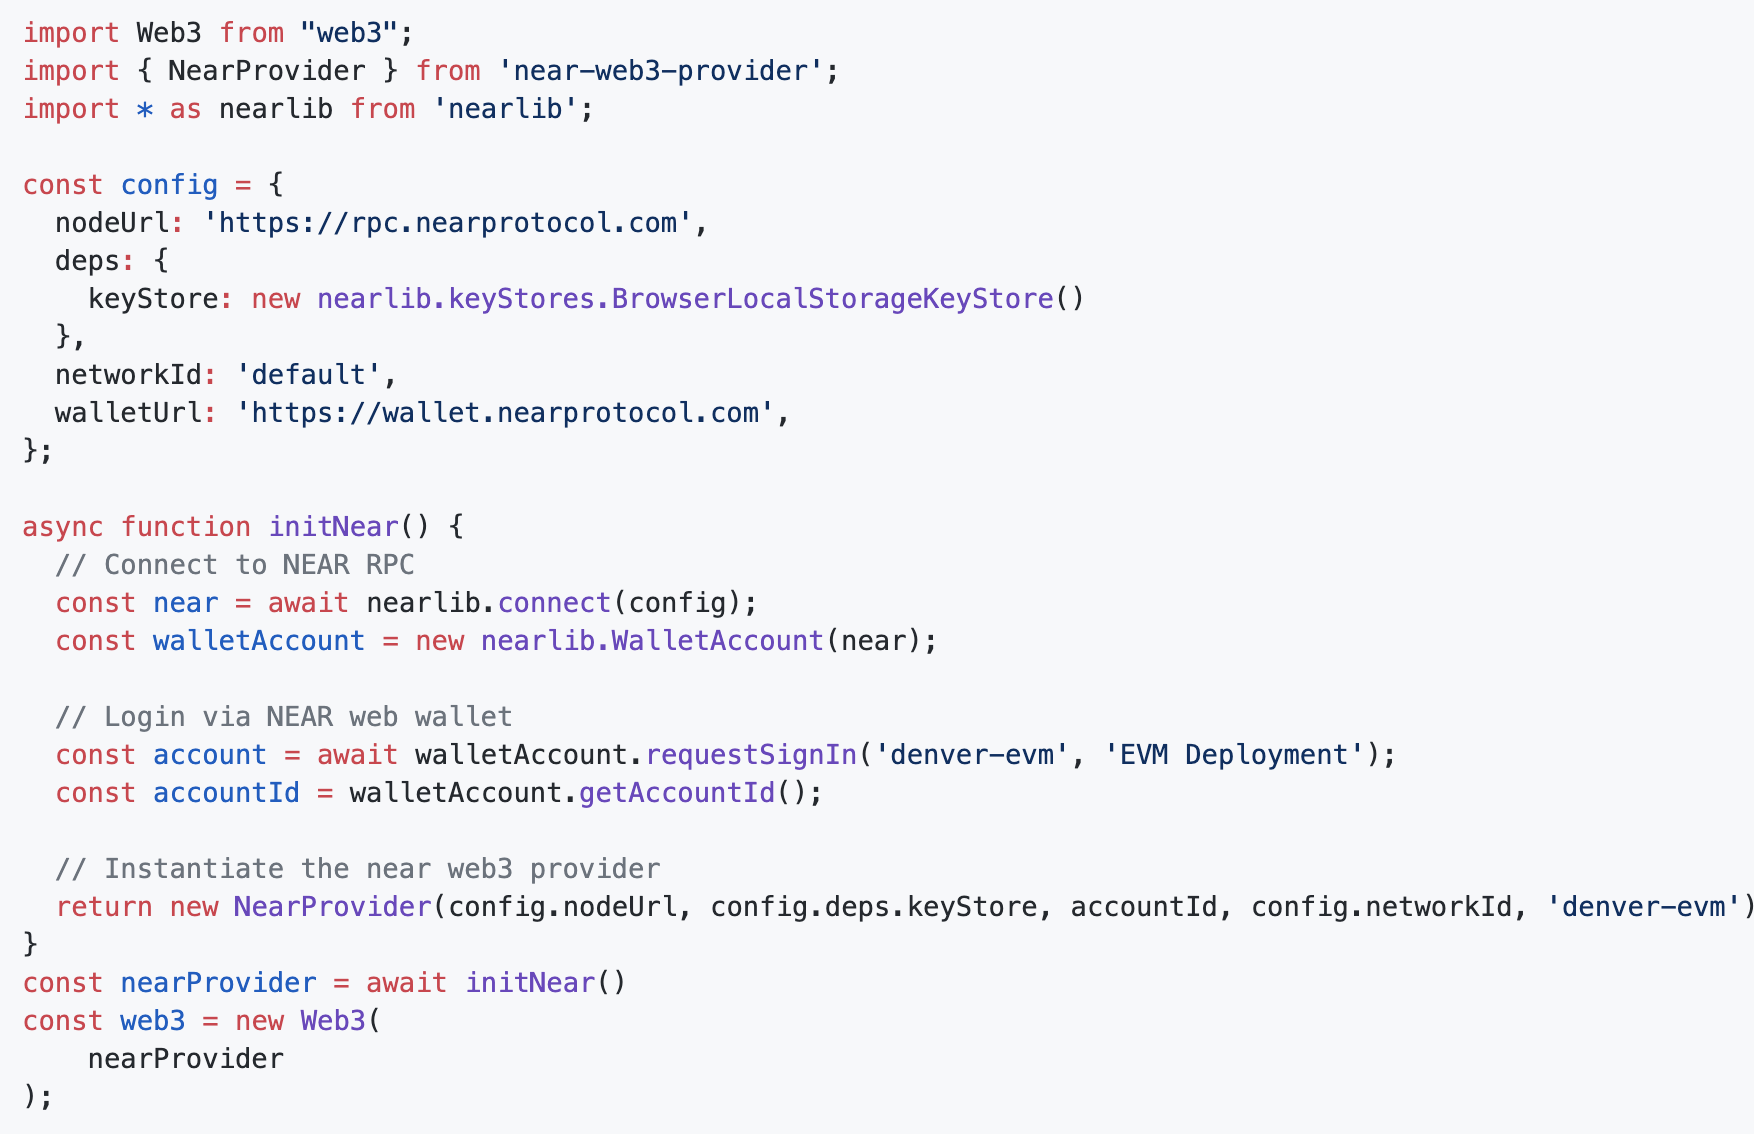 import Web3 from "web3";
import { NearProvider } from 'near-web3-provider';
import * as nearlib from 'nearlib';

const config = {
  nodeUrl: 'https://rpc.nearprotocol.com',
  deps: {
    keyStore: new nearlib.keyStores.BrowserLocalStorageKeyStore()
  },
  networkId: 'default',
  walletUrl: 'https://wallet.nearprotocol.com',
};

async function initNear() {
  // Connect to NEAR RPC
  const near = await nearlib.connect(config);
  const walletAccount = new nearlib.WalletAccount(near);

  // Login via NEAR web wallet
  const account = await walletAccount.requestSignIn('denver-evm', 'EVM Deployment');
  const accountId = walletAccount.getAccountId();

  // Instantiate the near web3 provider
  return new NearProvider(config.nodeUrl, config.deps.keyStore, accountId, config.networkId, 'denver-evm')
}
const nearProvider = await initNear()
const web3 = new Web3(
    nearProvider
);